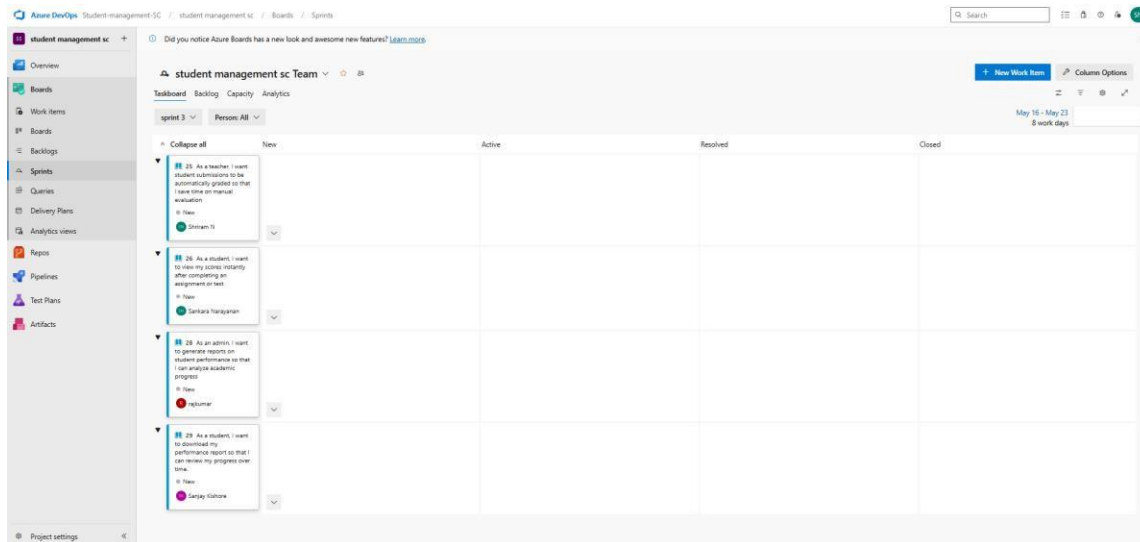 Azure DevOps Student-management-SC / student management sc / Boards / Sprints
Search
student management sc +
Did you notice Azure Boards has a new look and awesome new features? Learn more.
Overview
Boards
Work items
Boards
Backlogs
Sprints
Queries
Delivery Plans
Analytics views
Repos
Pipelines
Test Plans
Artifacts
Project settings
student management sc Team
+ New Work Item
Column Options
Taskboard Backlog Capacity Analytics
sprint 3
Person: All
May 16 - May 23
8 work days
Collapse all New Active Resolved Closed
25 As a teacher, I want
student submissions to be
automatically graded so that
I save time on manual
evaluation
New
Shriram N
26 As a student, I want
to view my scores instantly
after completing an
assignment or test
New
Sankara Narayanan
28 As an admin, I want
to generate reports on
student performance so that
I can analyze academic
progress
New
rajkumar
29 As a student, I want
to download my
performance report so that I
can review my progress over
time.
New
Sanjay Kishore